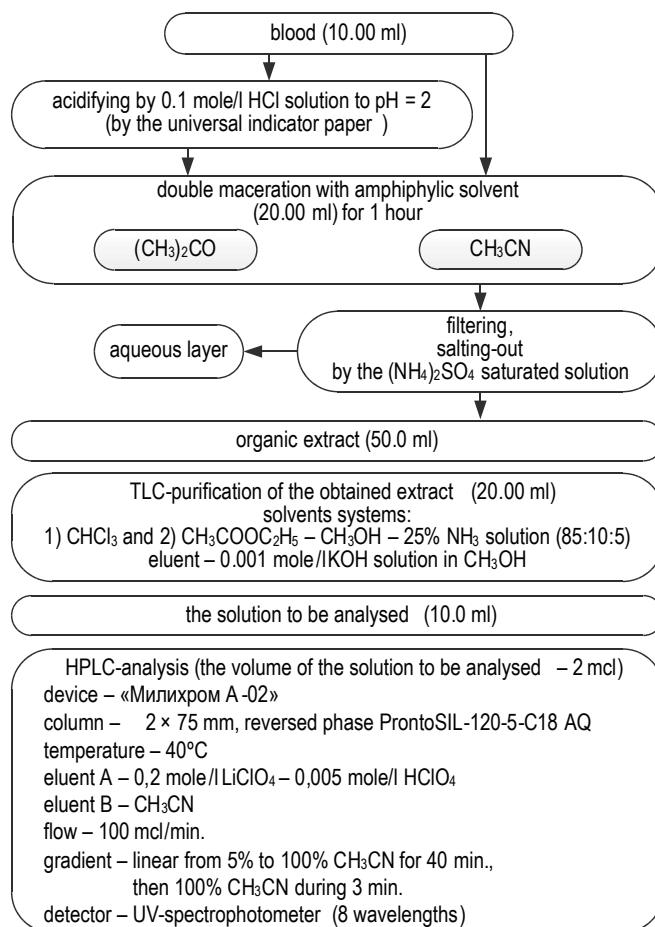 blood (10.00 ml)
acidifying by 0.1 mole/l HCl solution to pH = 2
(by the universal indicator paper )
double maceration with amphiphylic solvent
(20.00 ml) for 1 hour
(CH3)2CO
CH3CN
filtering,
salting-out
by the (NH4)2SO4 saturated solution
aqueous layer
organic extract (50.0 ml)
TLC-purification of the obtained extract (20.00 ml)
solvents systems:
1) CHCl3 and 2) CH3COOC2H5 – CH3OH – 25% NH3 solution (85:10:5)
eluent – 0.001 mole/lKOH solution in CH3OH
the solution to be analysed (10.0 ml)
HPLC-analysis (the volume of the solution to be analysed – 2 mcl)
device – «Милихром А-02»
column – 2 × 75 mm, reversed phase ProntoSIL-120-5-C18 AQ
temperature – 40ºC
eluent A – 0,2 mole/l LiClO4 – 0,005 mole/l HClO4
eluent B – CH3CN
flow – 100 mcl/min.
gradient – linear from 5% to 100% CH3CN for 40 min.,
then 100% CH3CN during 3 min.
detector – UV-spectrophotometer (8 wavelengths)